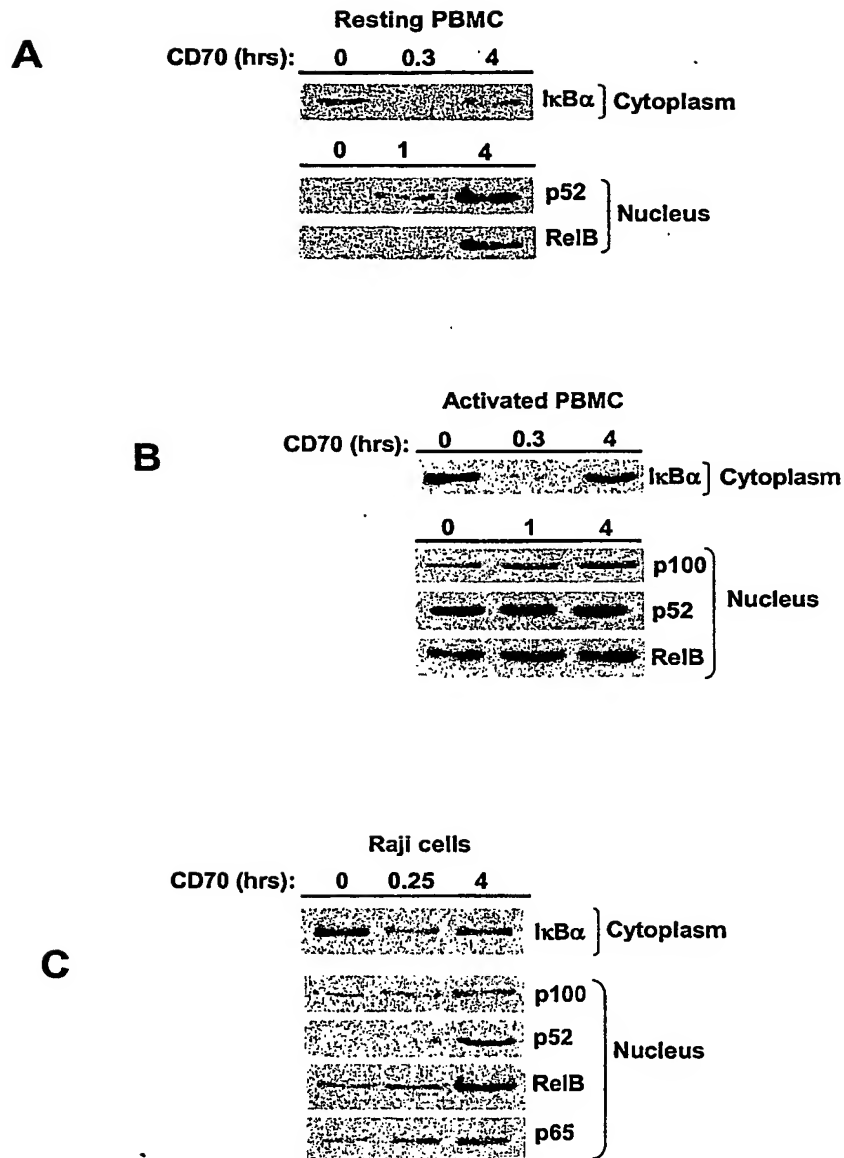 Resting PBMC
A
CD70 (hrs): 0 0.3 4
IκBα ] Cytoplasm
0 1 4
p52
Nucleus
RelB
Activated PBMC
B
CD70 (hrs): 0 0.3 4
IκBα ] Cytoplasm
0 1 4
p100
Nucleus
p52
RelB
Raji cells
CD70 (hrs): 0 0.25 4
IκBα ] Cytoplasm
C
p100
p52
Nucleus
RelB
p65